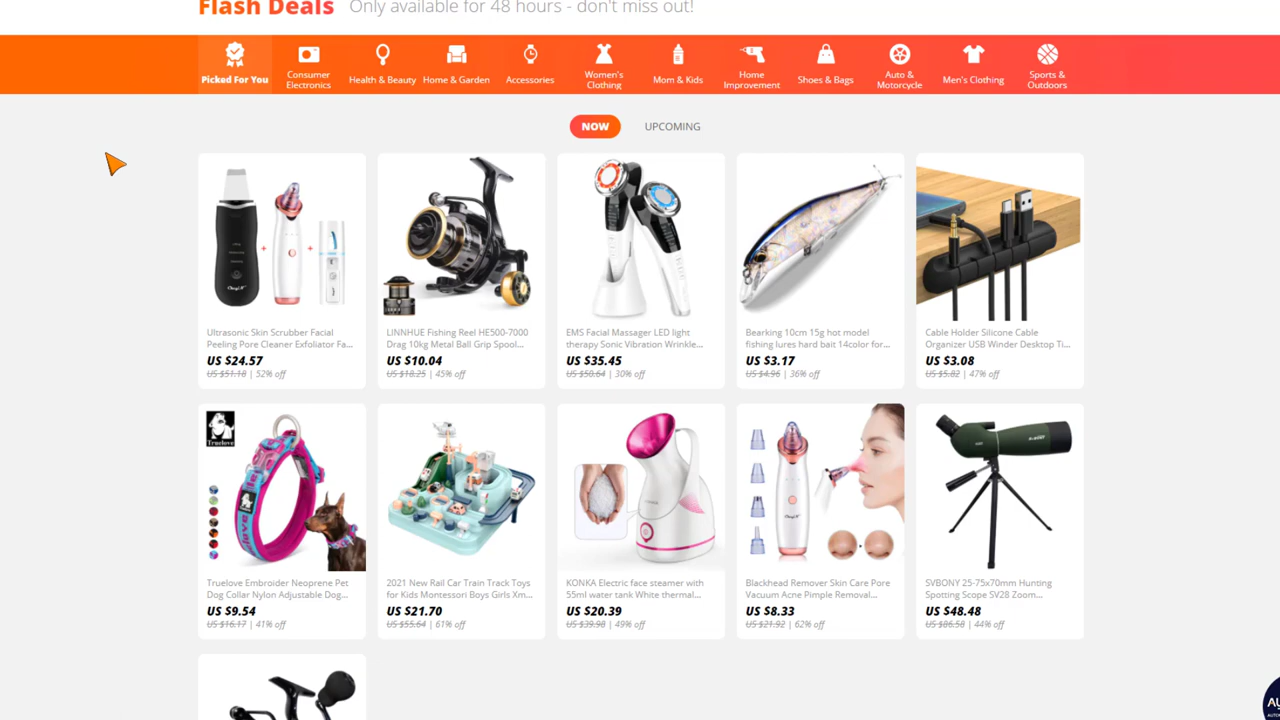 Flash Deals Only available for 48 hours - don't miss out!
Picked For You
Consumer Electronics
Health & Beauty
Home & Garden
Accessories
Women's Clothing
Mom & Kids
Home Improvement
Shoes & Bags
Auto & Motorcycle
Men's Clothing
Sports & Outdoors
NOW UPCOMING
Ultrasonic Skin Scrubber Facial
Peeling Pore Cleaner Exfoliator Fa...
US $24.57
US $51.18 | 52% off
LINNHUE Fishing Reel HE500-7000
Drag 10kg Metal Ball Grip Spool...
US $10.04
US $18.25 | 45% off
EMS Facial Massager LED light
therapy Sonic Vibration Wrinkle...
US $35.45
US $50.64 | 30% off
Bearking 10cm 15g hot model
fishing lures hard bait 14color for...
US $3.17
US $4.96 | 36% off
Cable Holder Silicone Cable
Organizer USB Winder Desktop Ti...
US $3.08
US $5.82 | 47% off
Truelove
Truelove Embroider Neoprene Pet
Dog Collar Nylon Adjustable Dog...
US $9.54
US $16.17 | 41% off
2021 New Rail Car Train Track Toys
for Kids Montessori Boys Girls Xm...
US $21.70
US $55.64 | 61% off
KONKA Electric face steamer with
55ml water tank White thermal...
US $20.39
US $39.98 | 49% off
Blackhead Remover Skin Care Pore
Vacuum Acne Pimple Removal...
US $8.33
US $21.92 | 62% off
SVBONY 25-75x70mm Hunting
Spotting Scope SV28 Zoom...
US $48.48
US $86.58 | 44% off